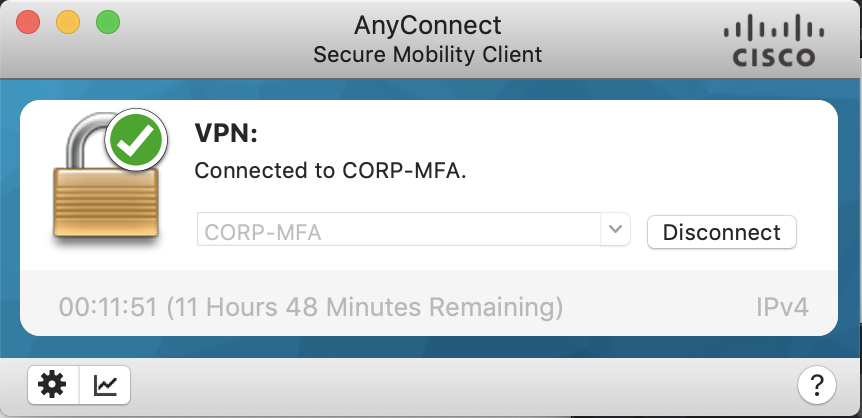 AnyConnect
Secure Mobility Client
CISCO
VPN:
Connected to CORP-MFA.
CORP-MFA
Disconnect
00:11:51 (11 Hours 48 Minutes Remaining)
IPv4
?